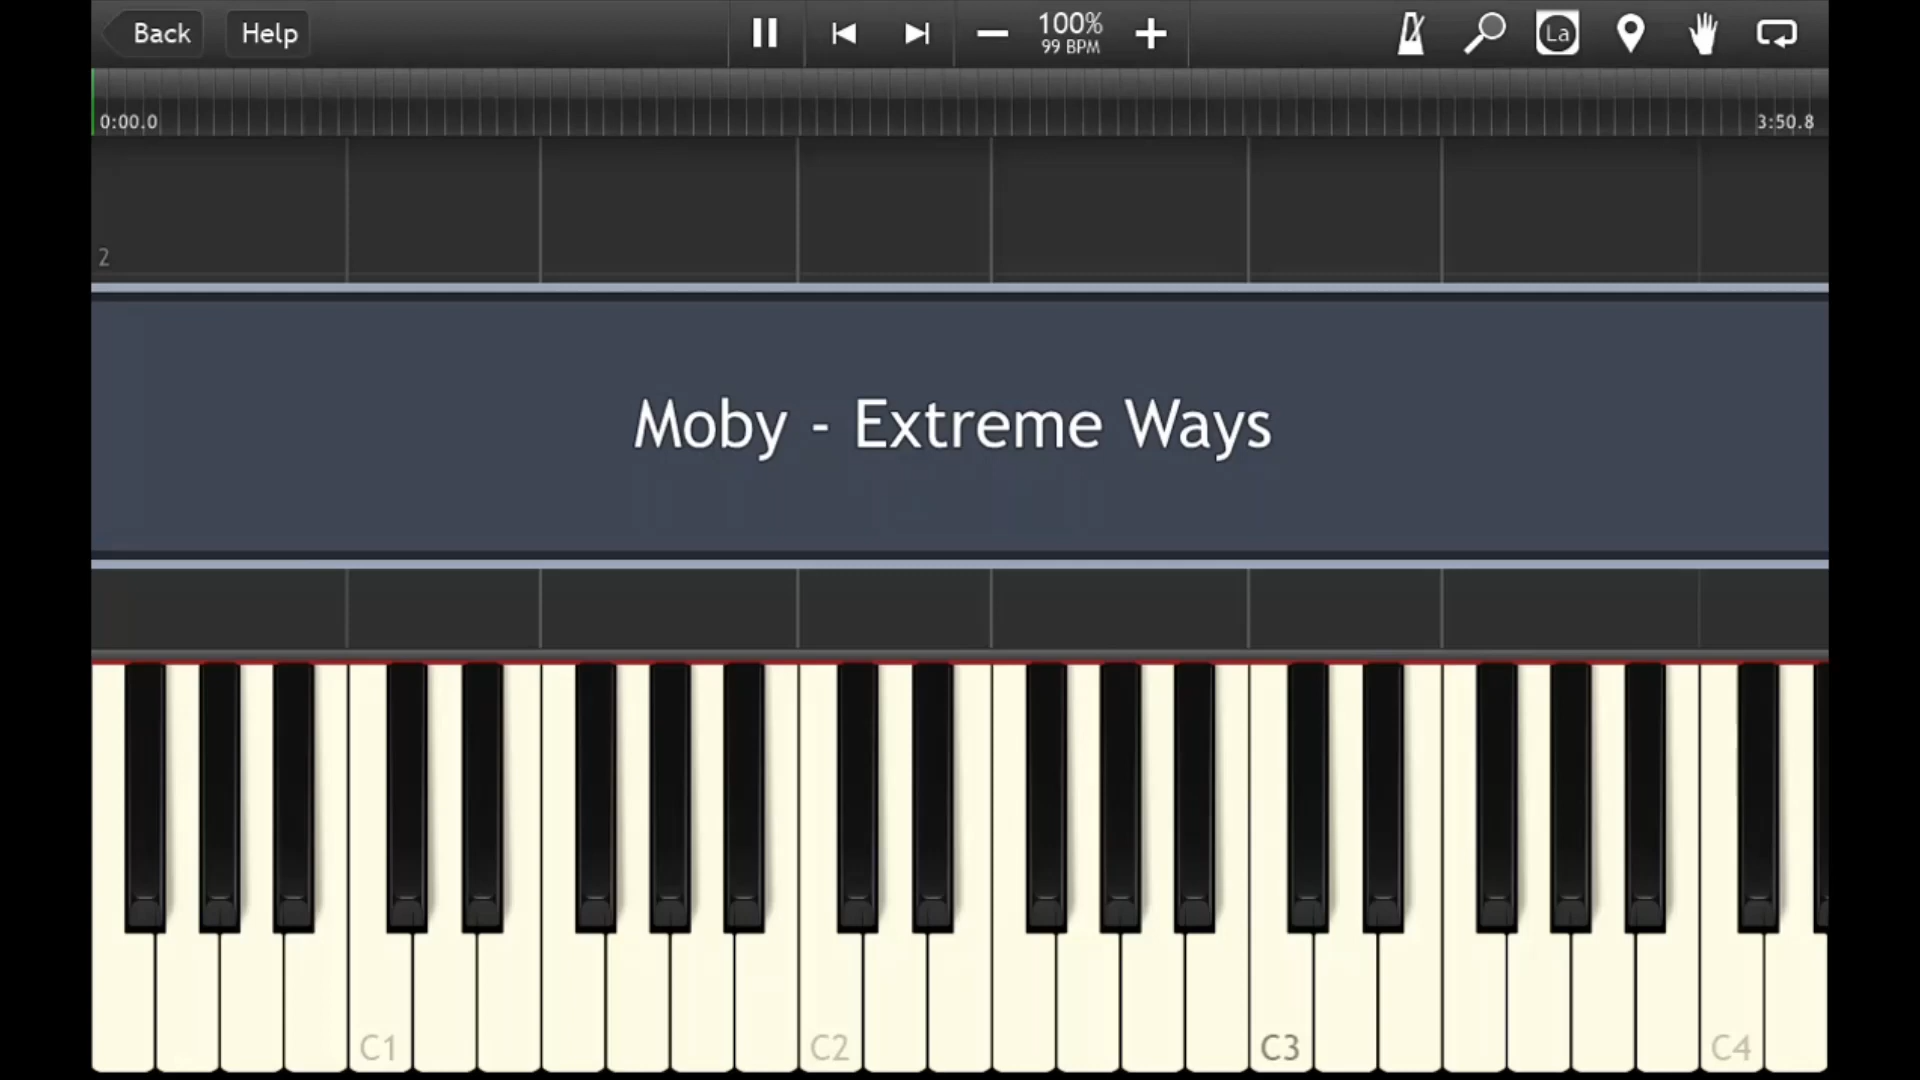 Back
Help
100%
99 BPM
La
0:00.0
3:50.8
2
Moby - Extreme Ways
C1
C2
C3
C4